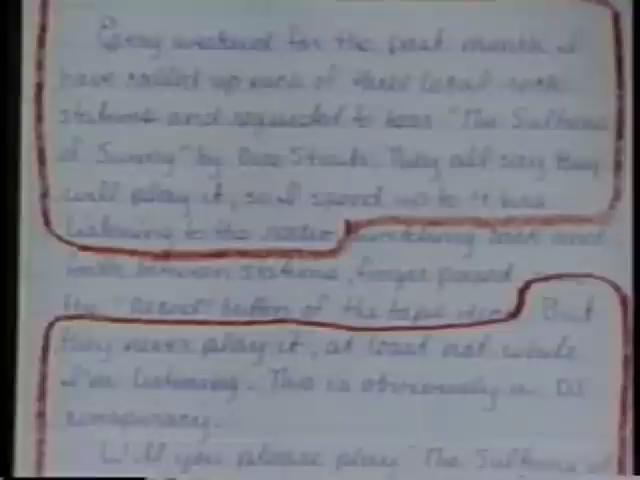 Every weekend for the past month I
have called up each of three local rock
stations and requested to hear "The Sultans
of Swing" by Dire Straits. They all say they
will play it, so I spend up to 4 hrs
listening to the radio, switching back and
forth between stations, finger poised
the "record" button of the tape But
they never play it, at least not while
I'm listening. This is obviously a DJ
conspiracy.
Will you please play "The Sultans of